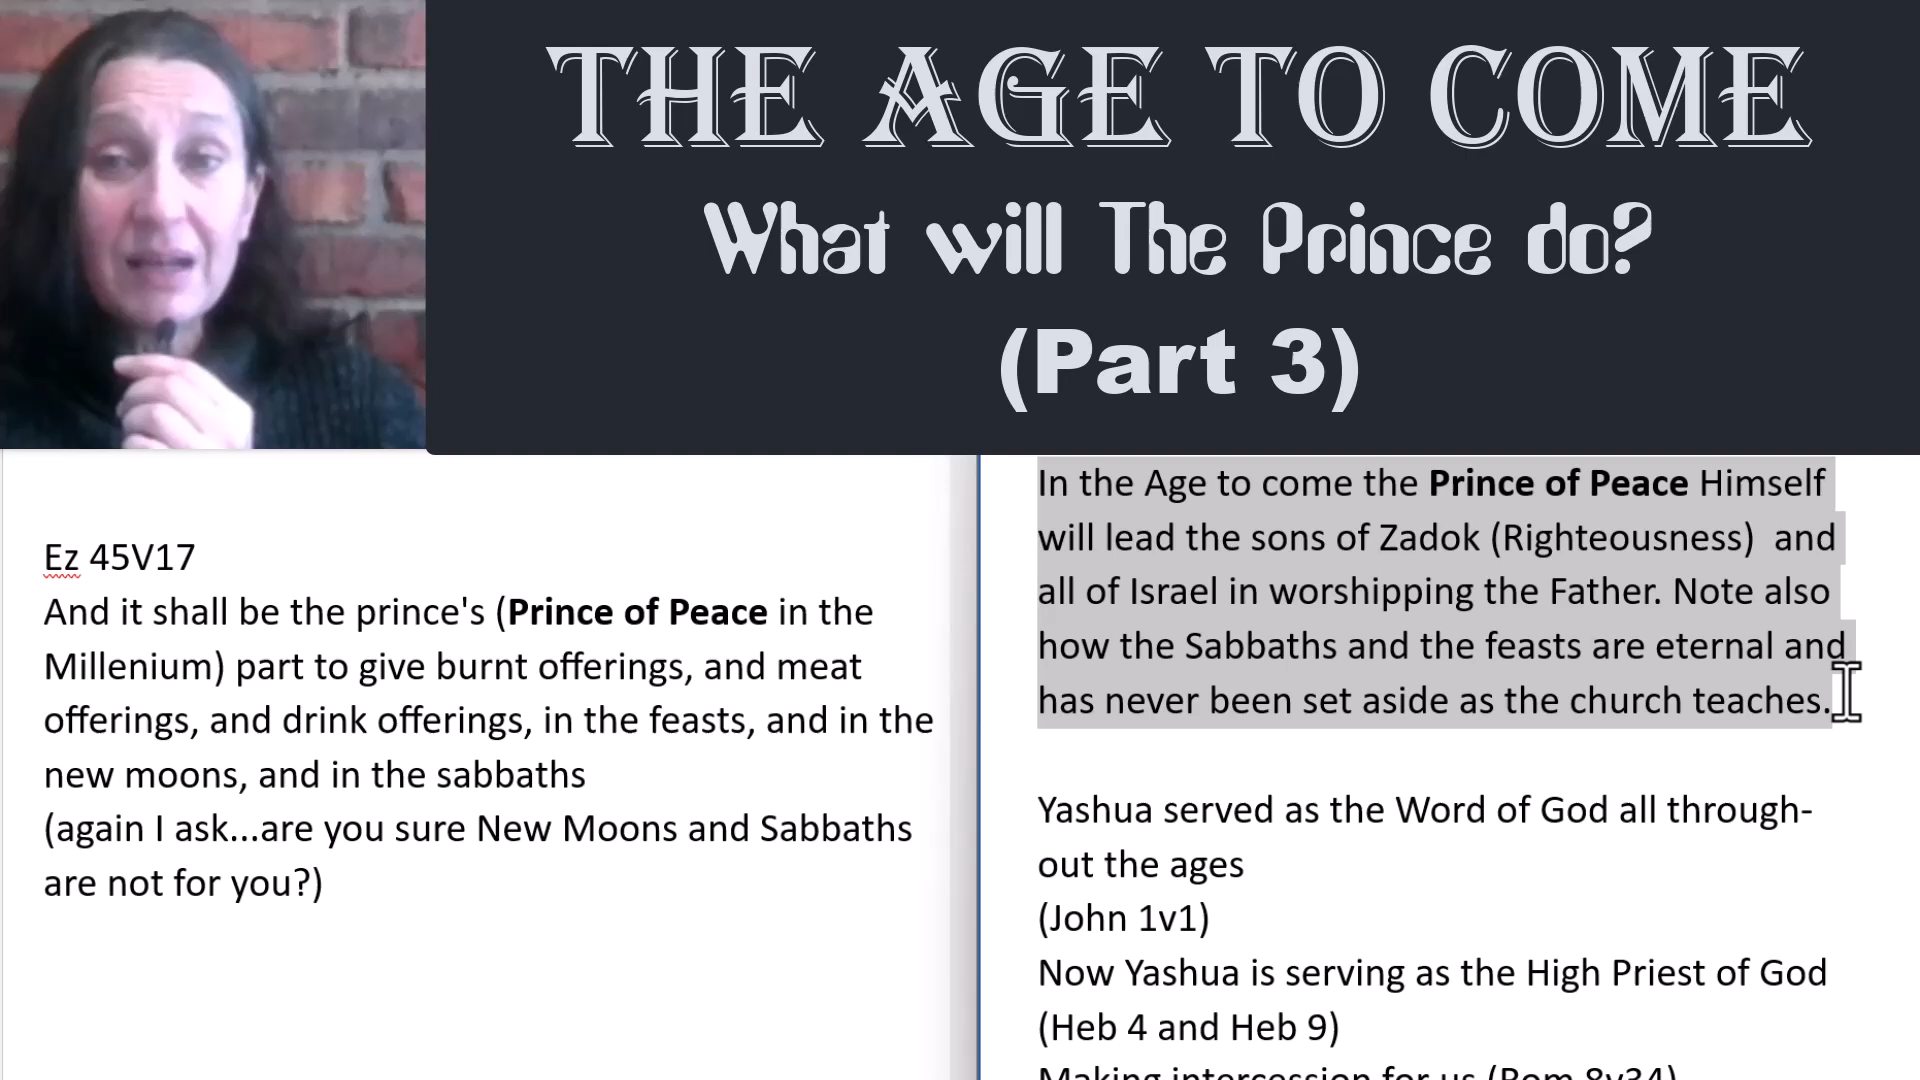 THE AGE TO COME
What will The Prince do?
(Part 3)
Ez 45V17
And it shall be the prince's (Prince of Peace in the
Millenium) part to give burnt offerings, and meat
offerings, and drink offerings, in the feasts, and in the
new moons, and in the sabbaths
(again I ask...are you sure New Moons and Sabbaths
are not for you?)
In the Age to come the Prince of Peace Himself
will lead the sons of Zadok (Righteousness)  and
all of Israel in worshipping the Father. Note also
how the Sabbaths and the feasts are eternal and
has never been set aside as the church teaches.
Yashua served as the Word of God all through-
out the ages
(John 1v1)
Now Yashua is serving as the High Priest of God
(Heb 4 and Heb 9)
Making intercession for us (Rom 8v34)